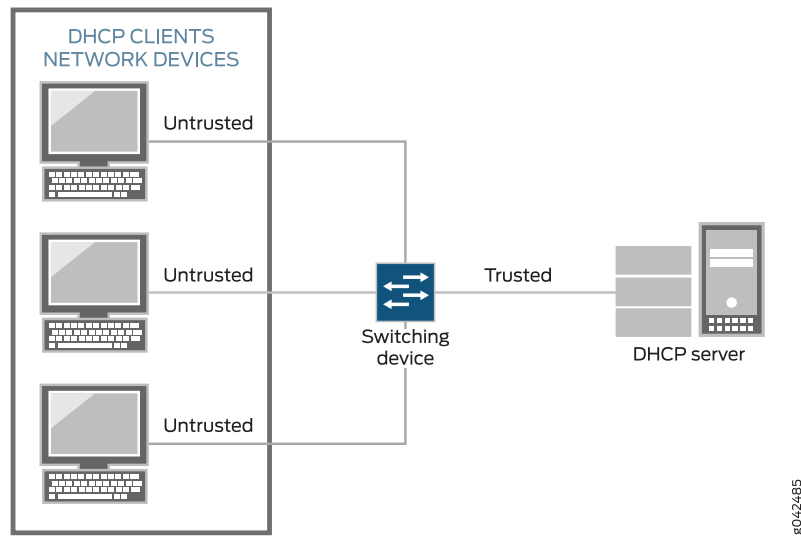 DHCP CLIENTS
NETWORK DEVICES
Untrusted
Untrusted
Trusted
Switching
device
DHCP server
Untrusted
g042485